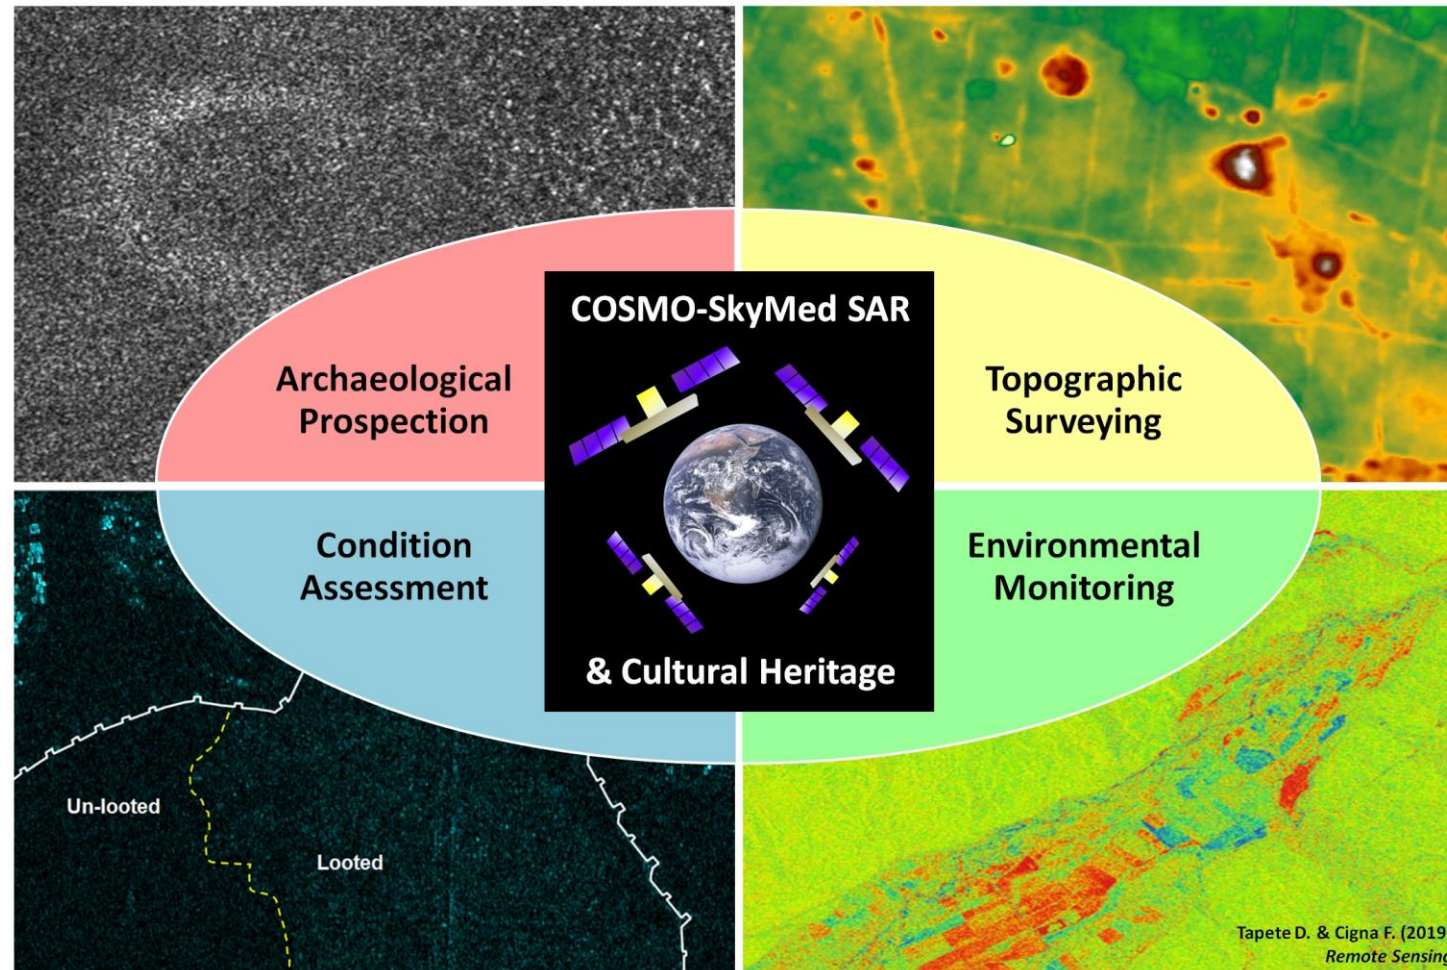 COSMO-SkyMed SAR
Archaeological
Prospection
Topographic
Surveying
Condition
Assessment
Environmental
Monitoring
& Cultural Heritage
Un-looted
Looted
Tapete D. & Cigna F. (2019
Remote Sensing